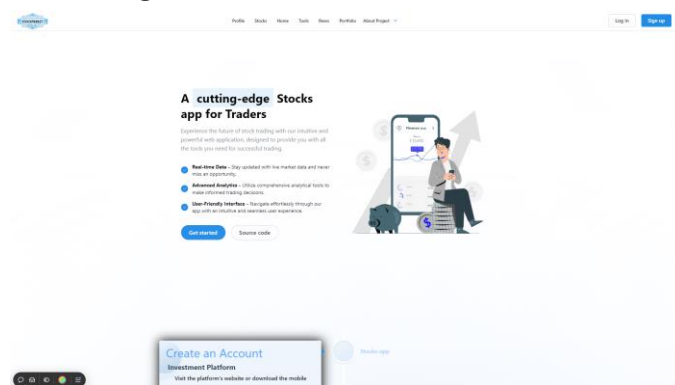 Profile Stocks Home Tools News Portfolio About Project
Log in Sign up
A cutting-edge Stocks
app for Traders
Experience the future of stock trading with our intuitive and
powerful web application, designed to provide you with all
the tools you need for successful trading.
Real-time Data – Stay updated with live market data and never
miss an opportunity.
Advanced Analytics – Utilize comprehensive analytical tools to
make informed trading decisions.
User-Friendly Interface – Navigate effortlessly through our
app with an intuitive and seamless user experience.
Get started Source code
Finance app
Create an Account
Stocks app
Investment Platform
Visit the platform's website or download the mobile